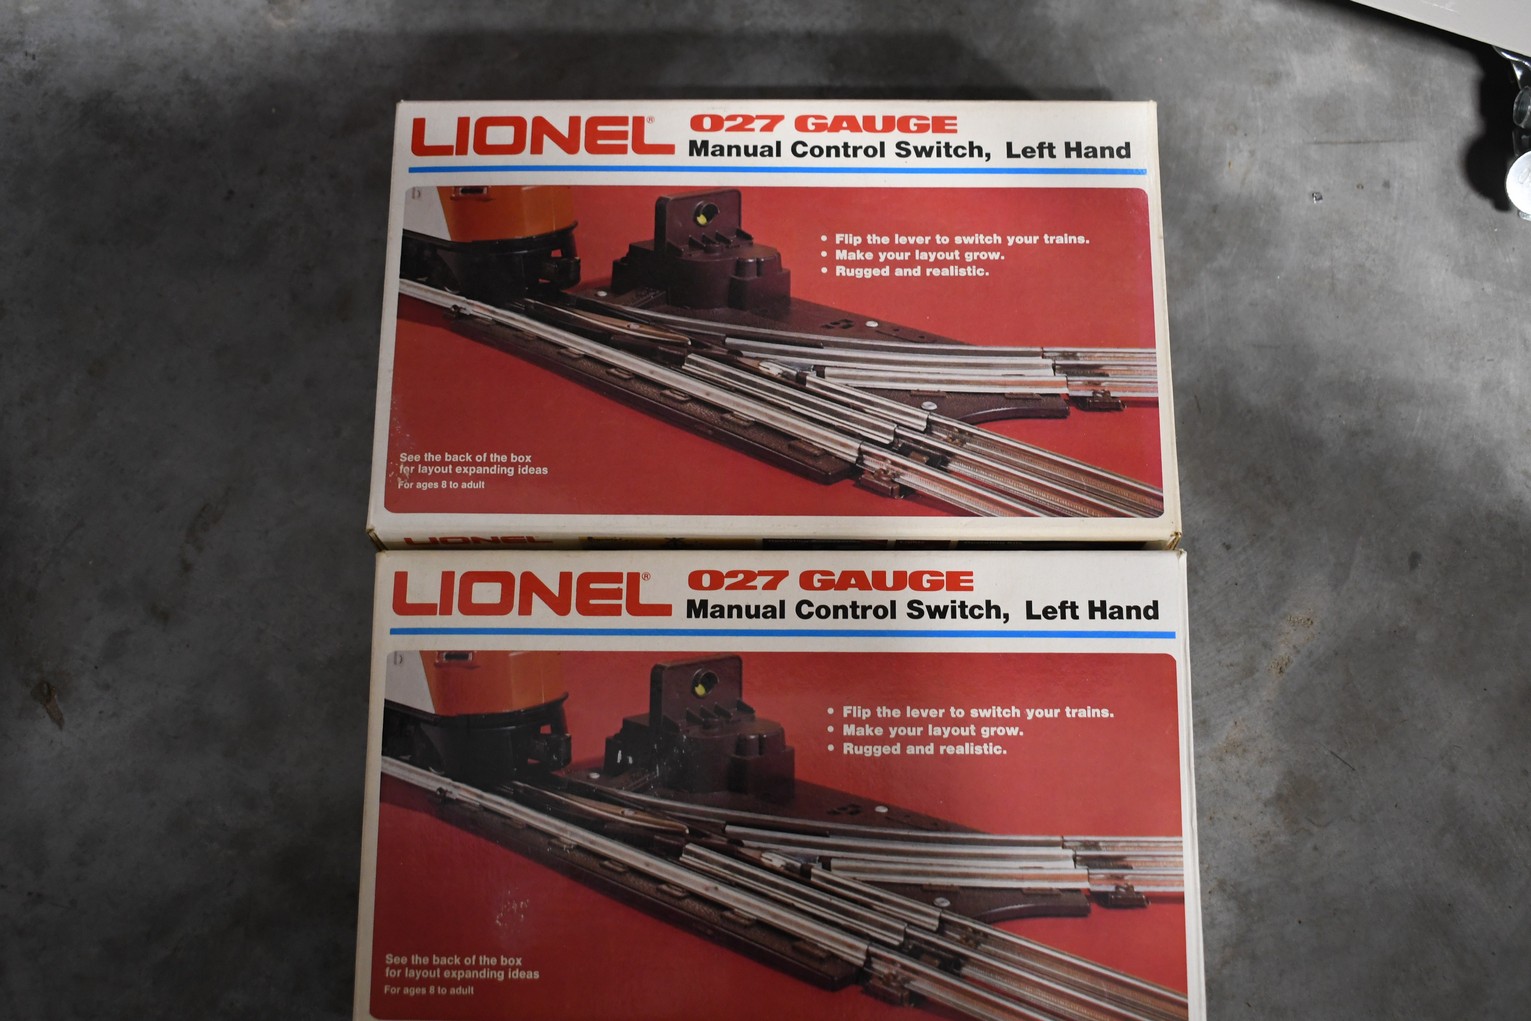 LIONEL® 027 GAUGE
Manual Control Switch, Left Hand
• Flip the lever to switch your trains.
• Make your layout grow.
• Rugged and realistic.
See the back of the box
for layout expanding ideas
For ages 8 to adult
LIONEL
LIONEL® 027 GAUGE
Manual Control Switch, Left Hand
• Flip the lever to switch your trains.
• Make your layout grow.
• Rugged and realistic.
See the back of the box
for layout expanding ideas
For ages 8 to adult